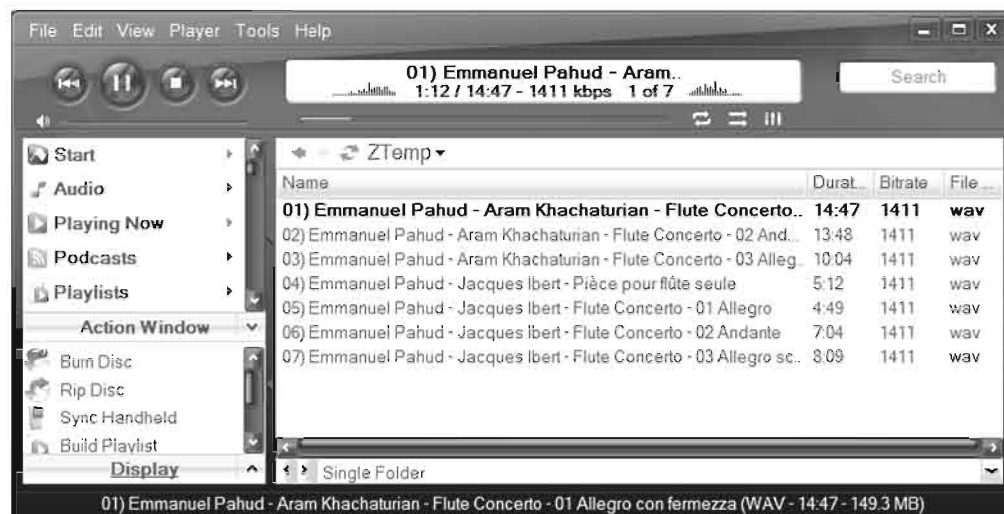 File Edit View Player Tools Help
01) Emmanuel Pahud - Aram..
1:12 / 14:47 - 1411 kbps 1 of 7
Search
Start
Audio
Playing Now
Podcasts
Playlists
Action Window
Burn Disc
Rip Disc
Sync Handheld
Build Playlist
Display
ZTemp
Name Durat... Bitrate File ...
01) Emmanuel Pahud - Aram Khachaturian - Flute Concerto.. 14:47 1411 wav
02) Emmanuel Pahud - Aram Khachaturian - Flute Concerto - 02 And... 13:48 1411 wav
03) Emmanuel Pahud - Aram Khachaturian - Flute Concerto - 03 Alleg.. 10:04 1411 wav
04) Emmanuel Pahud - Jacques Ibert - Pièce pour flûte seule 5:12 1411 wav
05) Emmanuel Pahud - Jacques Ibert - Flute Concerto - 01 Allegro 4:49 1411 wav
06) Emmanuel Pahud - Jacques Ibert - Flute Concerto - 02 Andante 7:04 1411 wav
07) Emmanuel Pahud - Jacques Ibert - Flute Concerto - 03 Allegro sc.. 8:09 1411 wav
Single Folder
01) Emmanuel Pahud - Aram Khachaturian - Flute Concerto - 01 Allegro con fermezza (WAV - 14:47 - 149.3 MB)